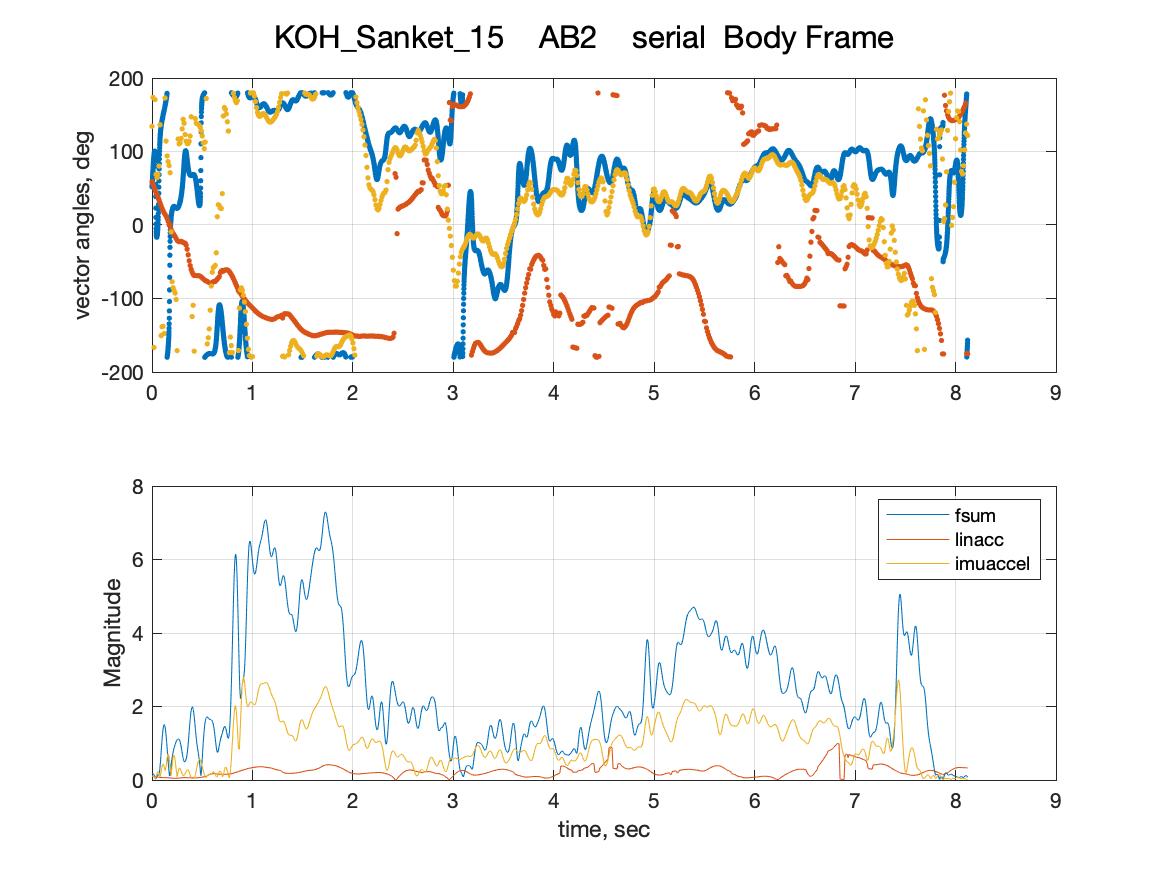 KOH_Sanket_15 AB2 serial Body Frame
200
100
0
-100
-200
vector angles, deg
0 1 2 3 4 5 6 7 8 9
8
6
4
2
0
Magnitude
fsum
linacc
imuaccel
0 1 2 3 4 5 6 7 8 9
time, sec